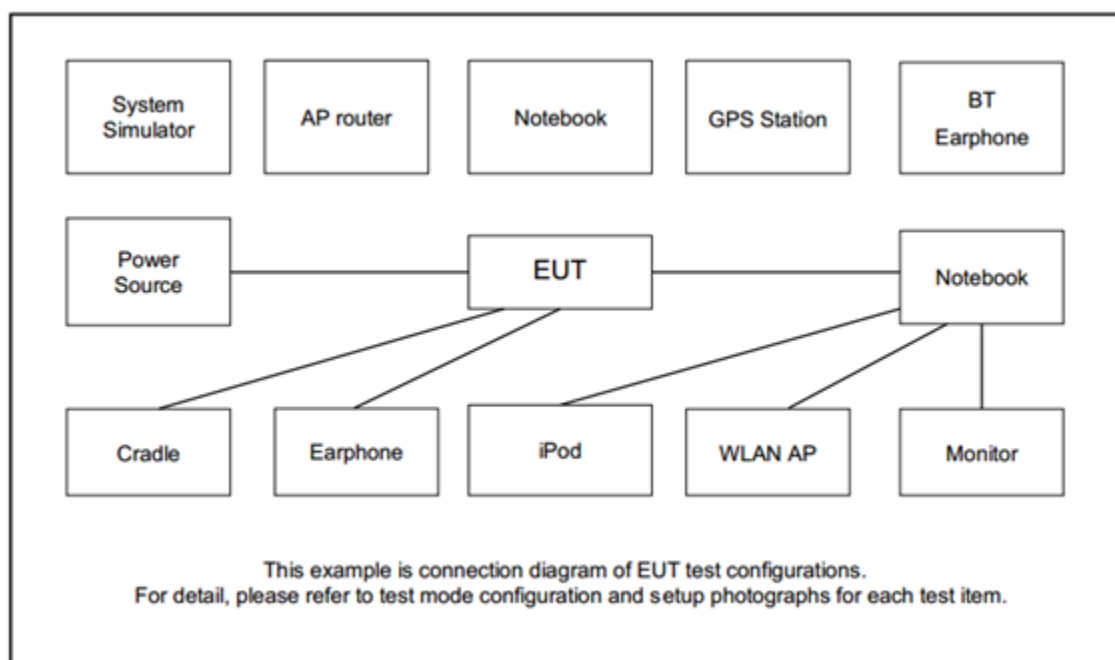 System
Simulator
AP router
Notebook
GPS Station
BT
Earphone
Power
Source
EUT
Notebook
Cradle
Earphone
iPod
WLAN AP
Monitor
This example is connection diagram of EUT test configurations.
For detail, please refer to test mode configuration and setup photographs for each test item.